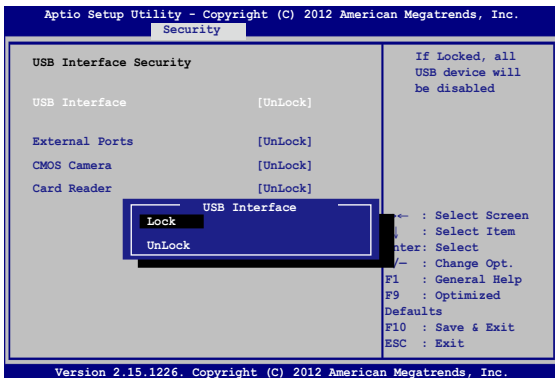 Aptio Setup Utility - Copyright (C) 2012 American Megatrends, Inc.
Security
USB Interface Security
USB Interface [UnLock]
External Ports [UnLock]
CMOS Camera [UnLock]
Card Reader [UnLock]
USB Interface
Lock
UnLock
If Locked, all
USB device will
be disabled
: Select Screen
: Select Item
: Select
: Change Opt.
F1 : General Help
F9 : Optimized
Defaults
F10 : Save & Exit
ESC : Exit
Version 2.15.1226. Copyright (C) 2012 American Megatrends, Inc.